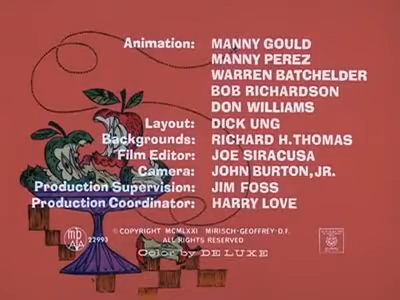 Animation: MANNY GOULD
MANNY PEREZ
WARREN BATCHELDER
BOB RICHARDSON
DON WILLIAMS
Layout: DICK UNG
Backgrounds: RICHARD H. THOMAS
Film Editor: JOE SIRACUSA
Camera: JOHN BURTON, JR.
Production Supervision: JIM FOSS
Production Coordinator: HARRY LOVE
© COPYRIGHT MCMLXXI MIRISCH-GEOFFREY-D.F.
ALL RIGHTS RESERVED
22993
Color by DE LUXE